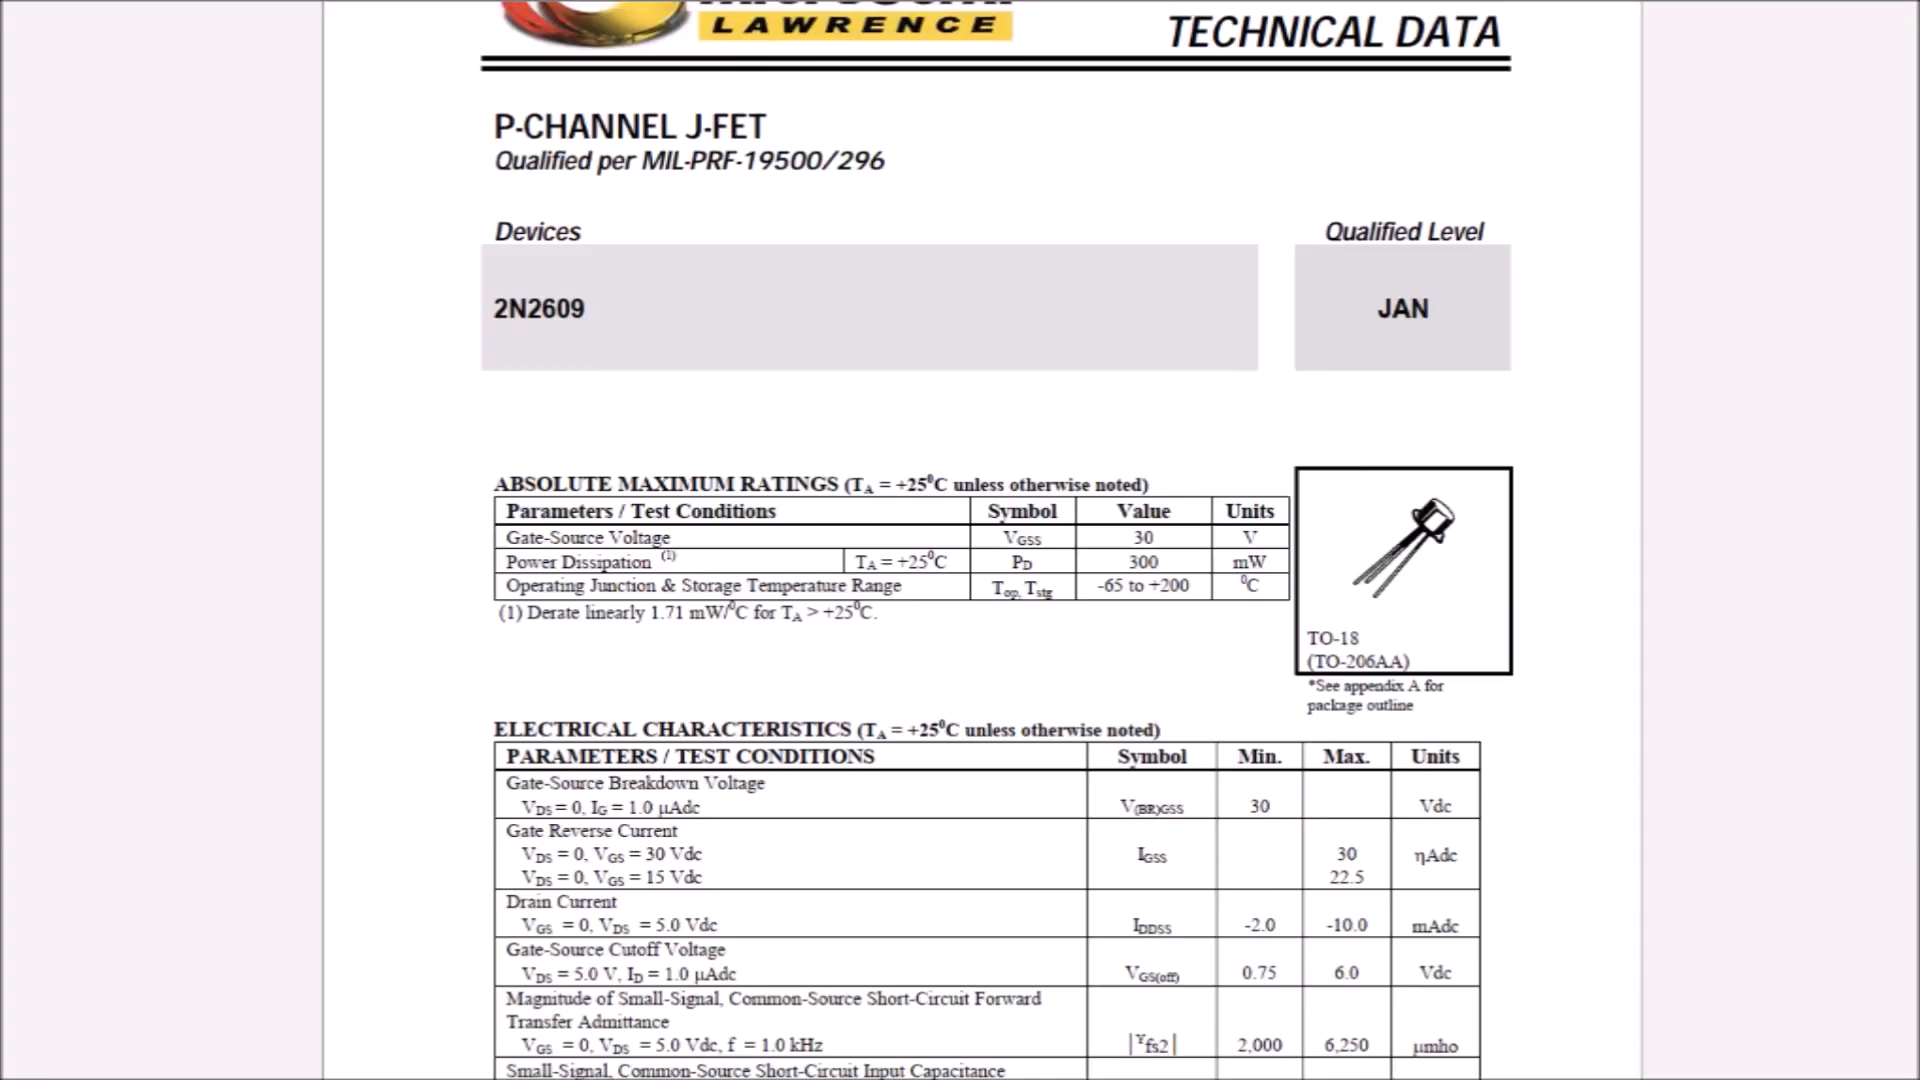 LAWRENCE
TECHNICAL DATA
P-CHANNEL J-FET
Qualified per MIL-PRF-19500/296
Devices
Qualified Level
2N2609
JAN
ABSOLUTE MAXIMUM RATINGS (TA = +25⁰C unless otherwise noted)
Parameters / Test Conditions Symbol Value Units
Gate-Source Voltage VGSS 30 V
Power Dissipation (1) TA = +25⁰C PD 300 mW
Operating Junction & Storage Temperature Range Top, Tstg -65 to +200 ⁰C
(1) Derate linearly 1.71 mW/⁰C for TA > +25⁰C.
TO-18
(TO-206AA)
*See appendix A for
package outline
ELECTRICAL CHARACTERISTICS (TA = +25⁰C unless otherwise noted)
PARAMETERS / TEST CONDITIONS Symbol Min. Max. Units
Gate-Source Breakdown Voltage
VDS = 0, IG = 1.0 µAdc V(BR)GSS 30 Vdc
Gate Reverse Current
VDS = 0, VGS = 30 Vdc IGSS 30 ηAdc
VDS = 0, VGS = 15 Vdc 22.5
Drain Current
VGS = 0, VDS = 5.0 Vdc IDDSS -2.0 -10.0 mAdc
Gate-Source Cutoff Voltage
VDS = 5.0 V, ID = 1.0 µAdc VGS(off) 0.75 6.0 Vdc
Magnitude of Small-Signal, Common-Source Short-Circuit Forward
Transfer Admittance
VGS = 0, VDS = 5.0 Vdc, f = 1.0 kHz |Yfs2| 2,000 6,250 µmho
Small-Signal, Common-Source Short-Circuit Input Capacitance